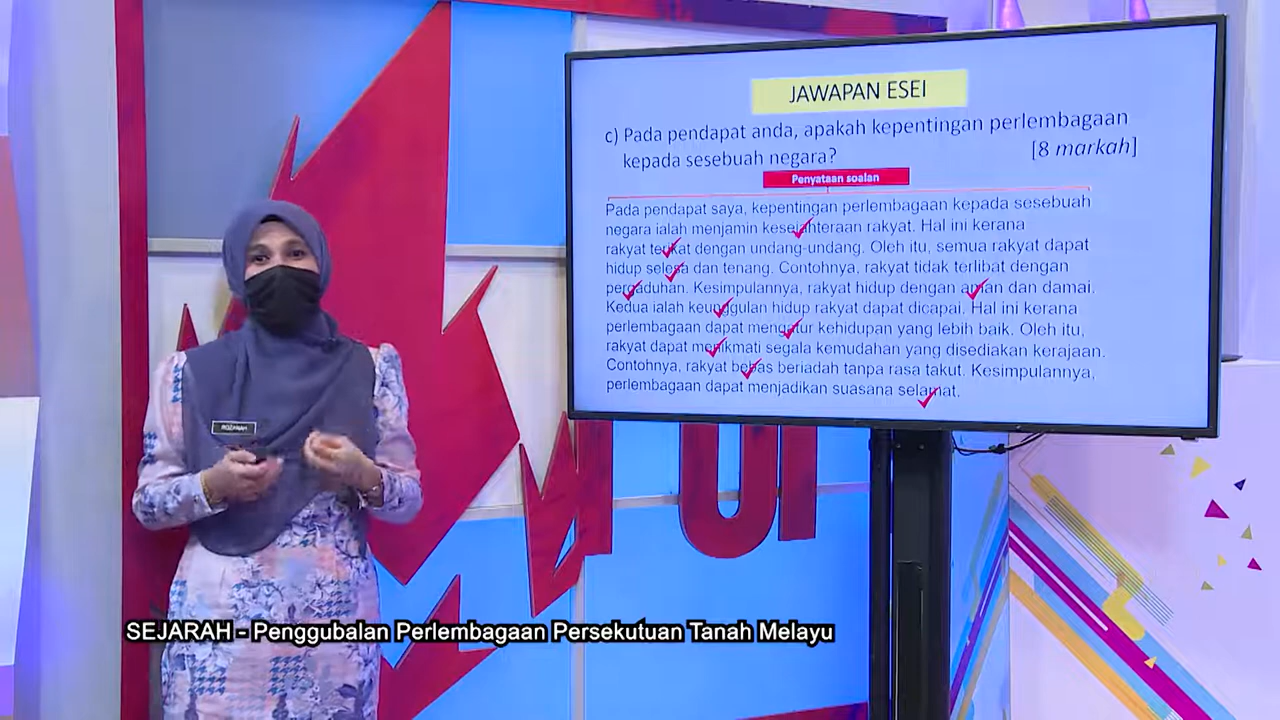 JAWAPAN ESEI
c) Pada pendapat anda, apakah kepentingan perlembagaan
kepada sesebuah negara? [8 markah]
Penyataan soalan
Pada pendapat saya, kepentingan perlembagaan kepada sesebuah
negara ialah menjamin kesejahteraan rakyat. Hal ini kerana
rakyat terikat dengan undang-undang. Oleh itu, semua rakyat dapat
hidup selesa dan tenang. Contohnya, rakyat tidak terlibat dengan
pergaduhan. Kesimpulannya, rakyat hidup dengan aman dan damai.
Kedua ialah keunggulan hidup rakyat dapat dicapai. Hal ini kerana
perlembagaan dapat mengatur kehidupan yang lebih baik. Oleh itu,
rakyat dapat menikmati segala kemudahan yang disediakan kerajaan.
Contohnya, rakyat bebas beriadah tanpa rasa takut. Kesimpulannya,
perlembagaan dapat menjadikan suasana selamat.
ROZANAH
SEJARAH - Penggubalan Perlembagaan Persekutuan Tanah Melayu